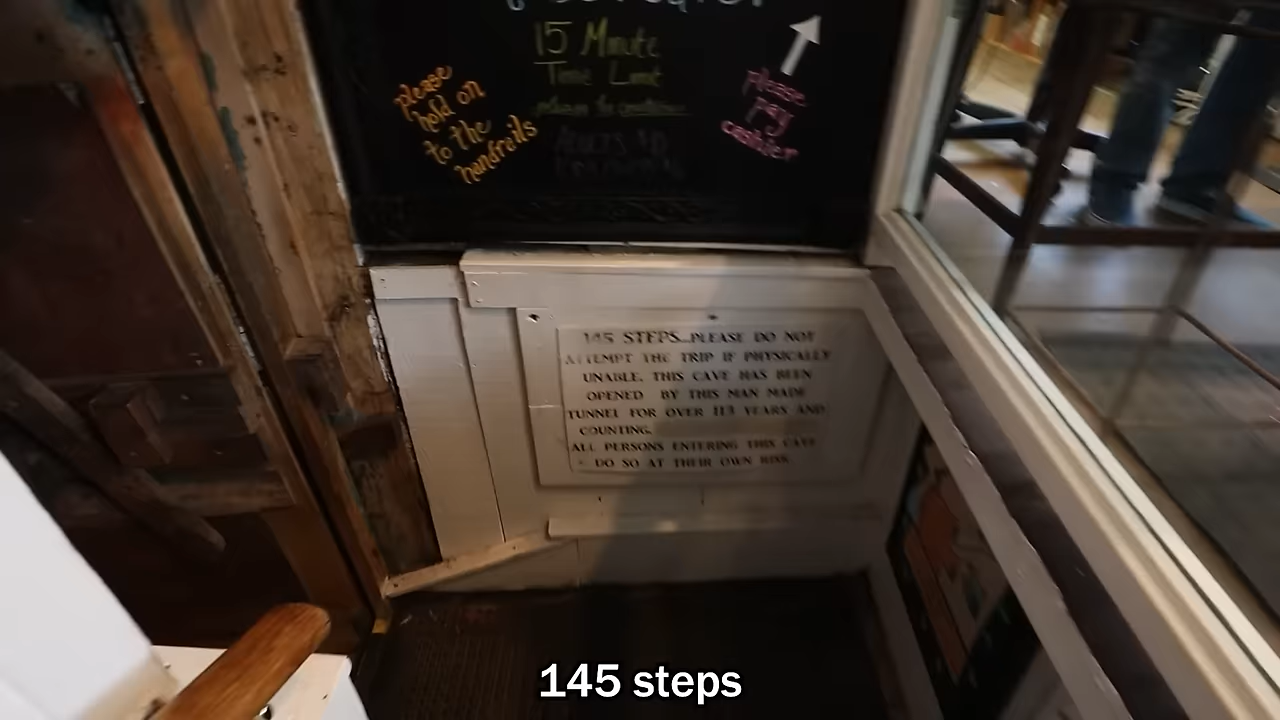 15 Minute
Time Limit
please
hold on
to the
handrails
please
pay
cashier
145 STEPS...PLEASE DO NOT
ATTEMPT THE TRIP IF PHYSICALLY
UNABLE. THIS CAVE HAS BEEN
OPENED BY THIS MAN MADE
TUNNEL FOR OVER 113 YEARS AND
COUNTING.
ALL PERSONS ENTERING THIS CAVE
DO SO AT THEIR OWN RISK
145 steps